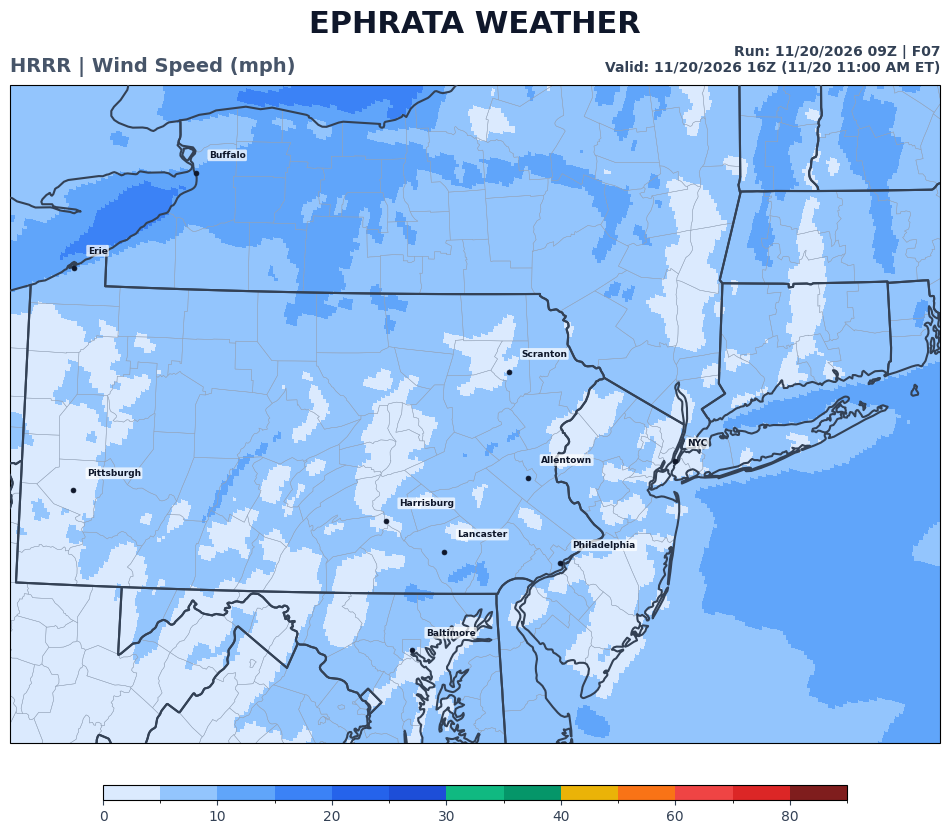 EPHRATA WEATHER
HRRR | Wind Speed (mph)
Run: 11/20/2026 09Z | F07
Valid: 11/20/2026 16Z (11/20 11:00 AM ET)
Buffalo
Erie
Scranton
NYC
Allentown
Pittsburgh
Harrisburg
Lancaster
Philadelphia
Baltimore
0 10 20 30 40 50 60 70 80